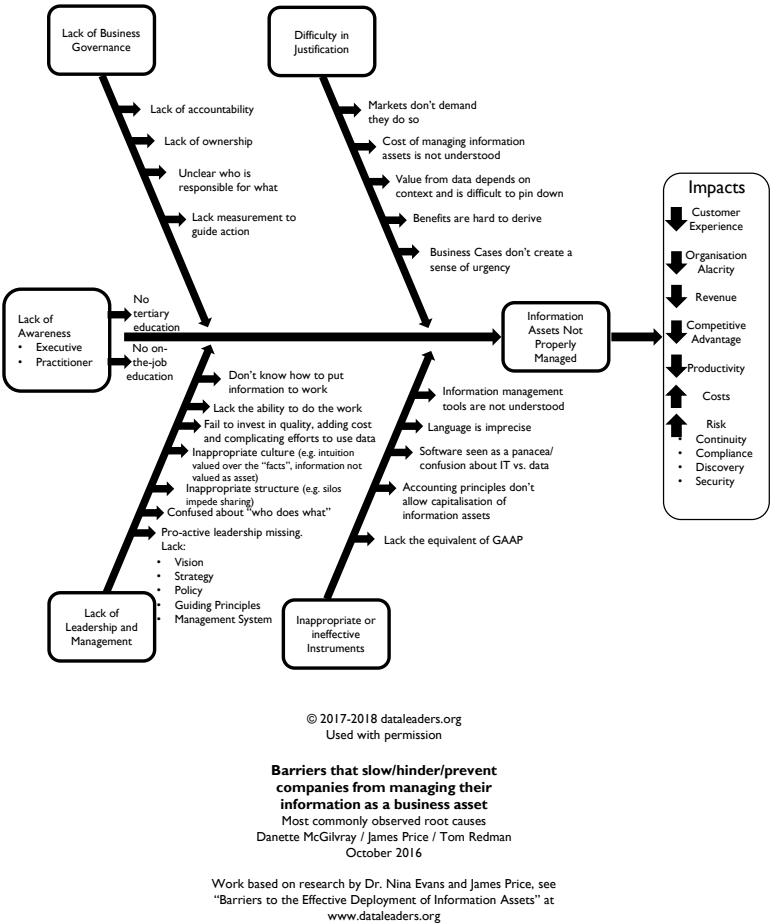 Lack of Business
Governance
Lack of accountability
Lack of ownership
Unclear who is
responsible for what
Lack measurement to
guide action
Difficulty in
Justification
Markets don’t demand
they do so
Cost of managing information
assets is not understood
Value from data depends on
context and is difficult to pin down
Benefits are hard to derive
Business Cases don’t create a
sense of urgency
Lack of
Awareness
• Executive
• Practitioner
No
tertiary
education
No on-
the-job
education
Information
Assets Not
Properly
Managed
Impacts
Customer
Experience
Organisation
Alacrity
Revenue
Competitive
Advantage
Productivity
Costs
Risk
• Continuity
• Compliance
• Discovery
• Security
Don’t know how to put
information to work
Lack the ability to do the work
Fail to invest in quality, adding cost
and complicating efforts to use data
Inappropriate culture (e.g. intuition
valued over the “facts”, information not
valued as asset)
Inappropriate structure (e.g. silos
impede sharing)
Confused about “who does what”
Pro-active leadership missing.
Lack:
• Vision
• Strategy
• Policy
• Guiding Principles
• Management System
Lack of
Leadership and
Management
Information management
tools are not understood
Language is imprecise
Software seen as a panacea/
confusion about IT vs. data
Accounting principles don’t
allow capitalisation of
information assets
Lack the equivalent of GAAP
Inappropriate or
ineffective
Instruments
© 2017-2018 dataleaders.org
Used with permission
Barriers that slow/hinder/prevent
companies from managing their
information as a business asset
Most commonly observed root causes
Danette McGilvray / James Price / Tom Redman
October 2016
Work based on research by Dr. Nina Evans and James Price, see
“Barriers to the Effective Deployment of Information Assets” at
www.dataleaders.org